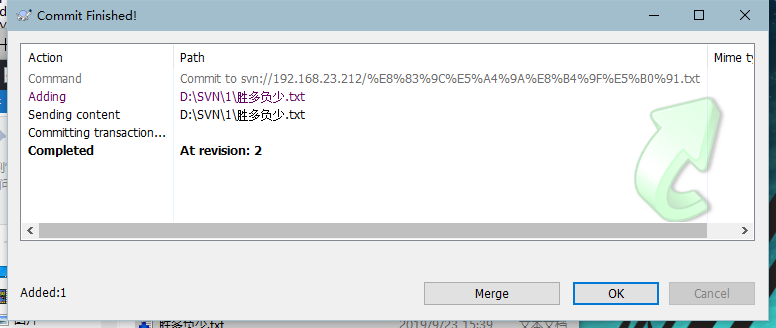 Commit Finished!
Action Path Mime ty
Command Commit to svn://192.168.23.212/%E8%83%9C%E5%A4%9A%E8%B4%9F%E5%B0%91.txt
Adding D:\SVN\1\胜多负少.txt
Sending content D:\SVN\1\胜多负少.txt
Committing transaction...
Completed At revision: 2
Added:1 Merge OK Cancel
图片 胜多负少.txt 2019/9/23 15:39 文本文档